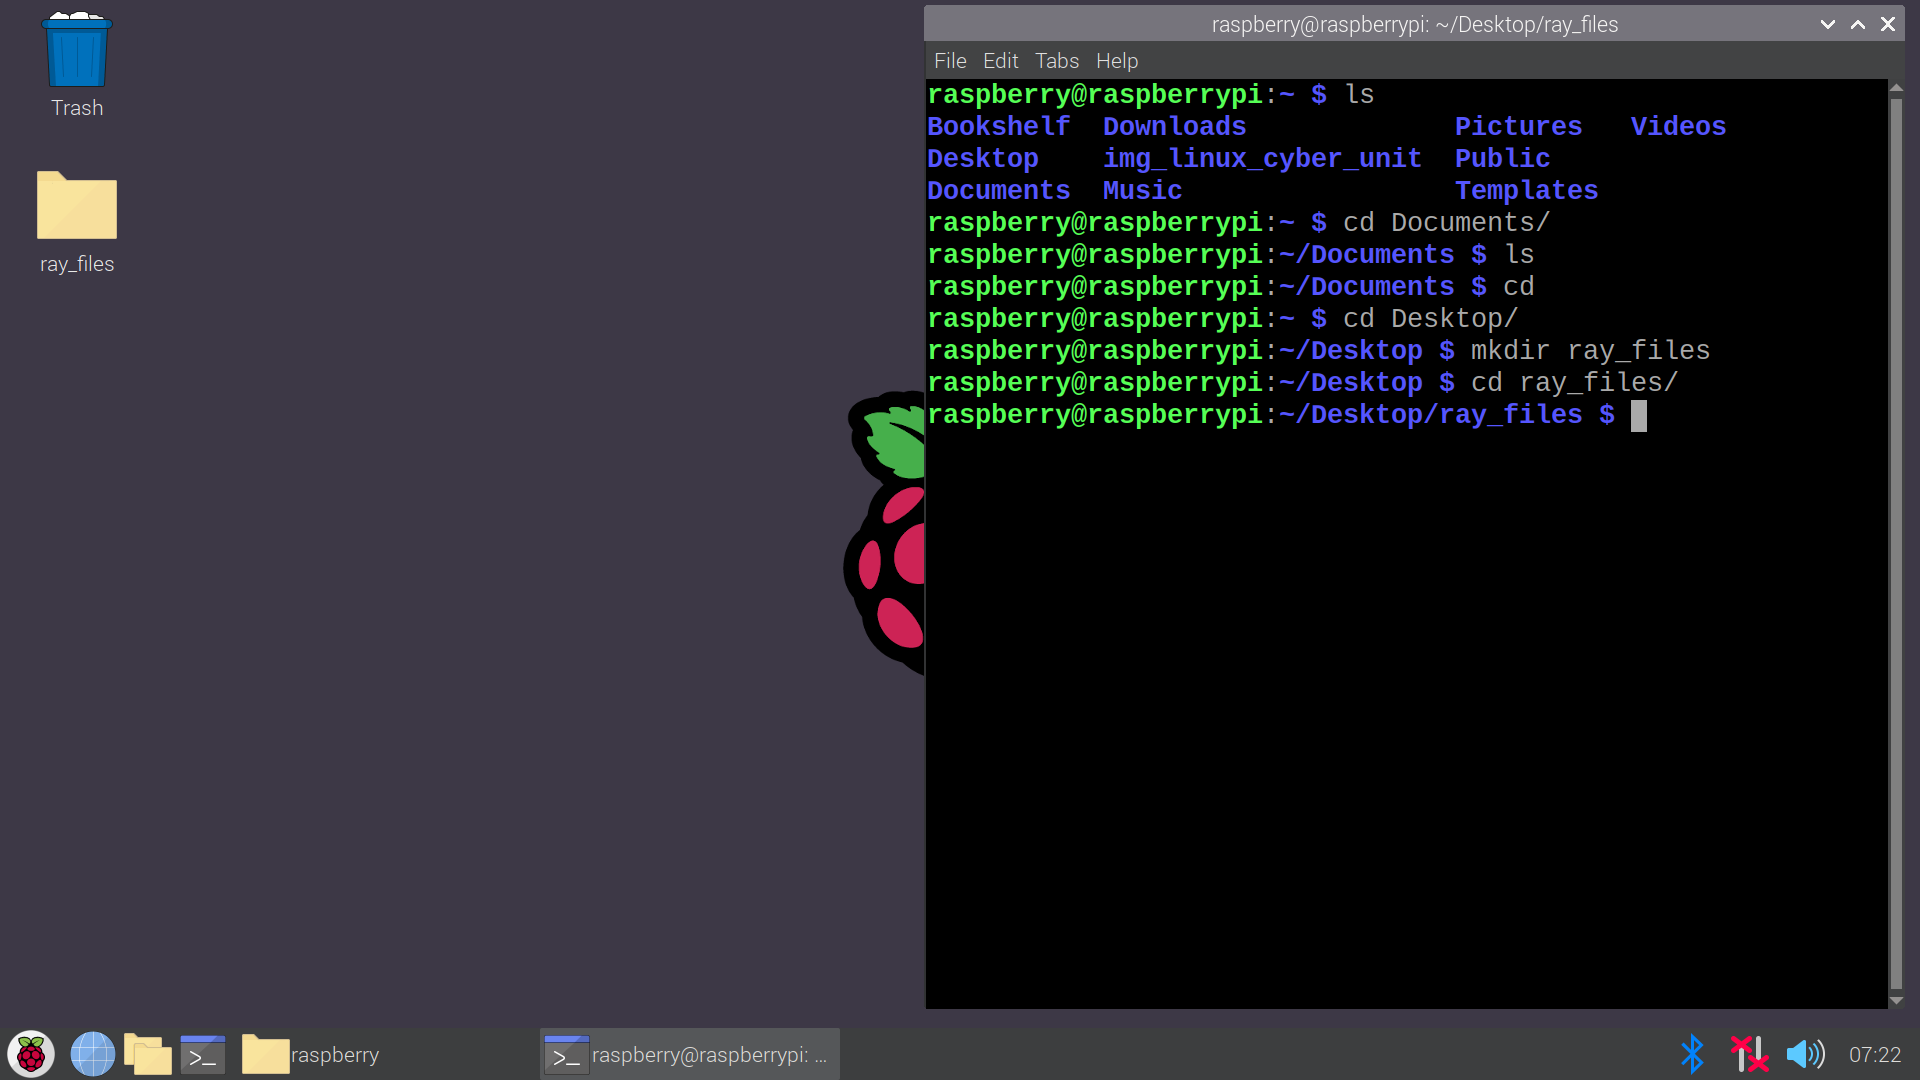 Trash
ray_files
raspberry@raspberrypi: ~/Desktop/ray_files
File Edit Tabs Help
raspberry@raspberrypi:~ $ ls
Bookshelf Downloads Pictures Videos
Desktop img_linux_cyber_unit Public
Documents Music Templates
raspberry@raspberrypi:~ $ cd Documents/
raspberry@raspberrypi:~/Documents $ ls
raspberry@raspberrypi:~/Documents $ cd
raspberry@raspberrypi:~ $ cd Desktop/
raspberry@raspberrypi:~/Desktop $ mkdir ray_files
raspberry@raspberrypi:~/Desktop $ cd ray_files/
raspberry@raspberrypi:~/Desktop/ray_files $
raspberry
raspberry@raspberrypi: ...
07:22